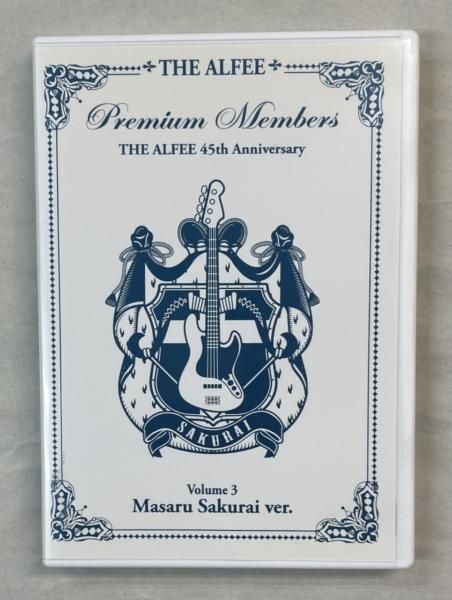 THE ALFEE
Premium Members
THE ALFEE 45th Anniversary
SAKURAI
Volume 3
Masaru Sakurai ver.